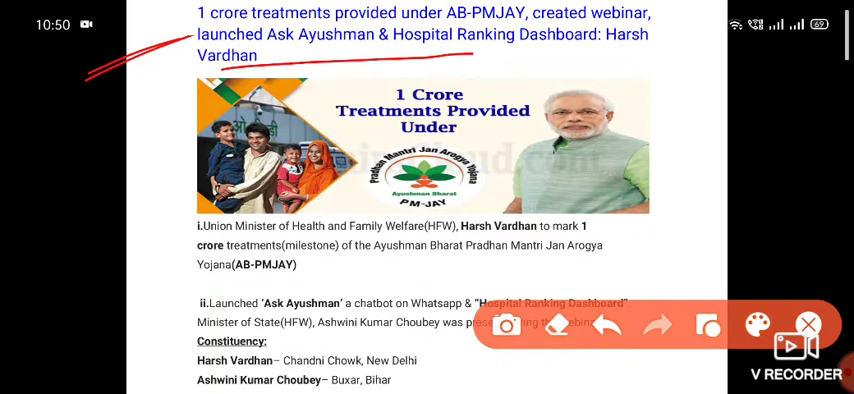 10:50
69
1 crore treatments provided under AB-PMJAY, created webinar,
launched Ask Ayushman & Hospital Ranking Dashboard: Harsh
Vardhan
1 Crore
Treatments Provided
Under
Pradhan Mantri Jan Arogya Yojna
Ayushman Bharat
PM-JAY
i.Union Minister of Health and Family Welfare(HFW), Harsh Vardhan to mark 1
crore treatments(milestone) of the Ayushman Bharat Pradhan Mantri Jan Arogya
Yojana(AB-PMJAY)
ii.Launched ‘Ask Ayushman’ a chatbot on Whatsapp & “Hospital Ranking Dashboard”.
Minister of State(HFW), Ashwini Kumar Choubey was
Constituency:
Harsh Vardhan– Chandni Chowk, New Delhi
Ashwini Kumar Choubey– Buxar, Bihar
V RECORDER